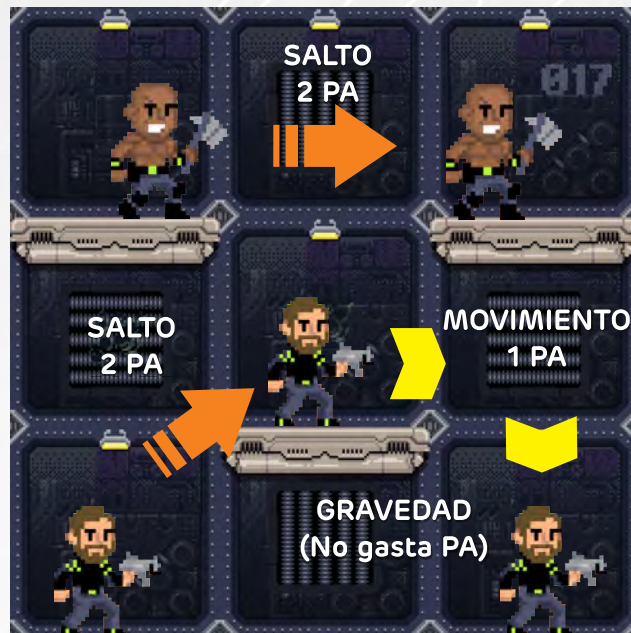 SALTO
2 PA
017
SALTO
2 PA
MOVIMIENTO
1 PA
GRAVEDAD
(No gasta PA)